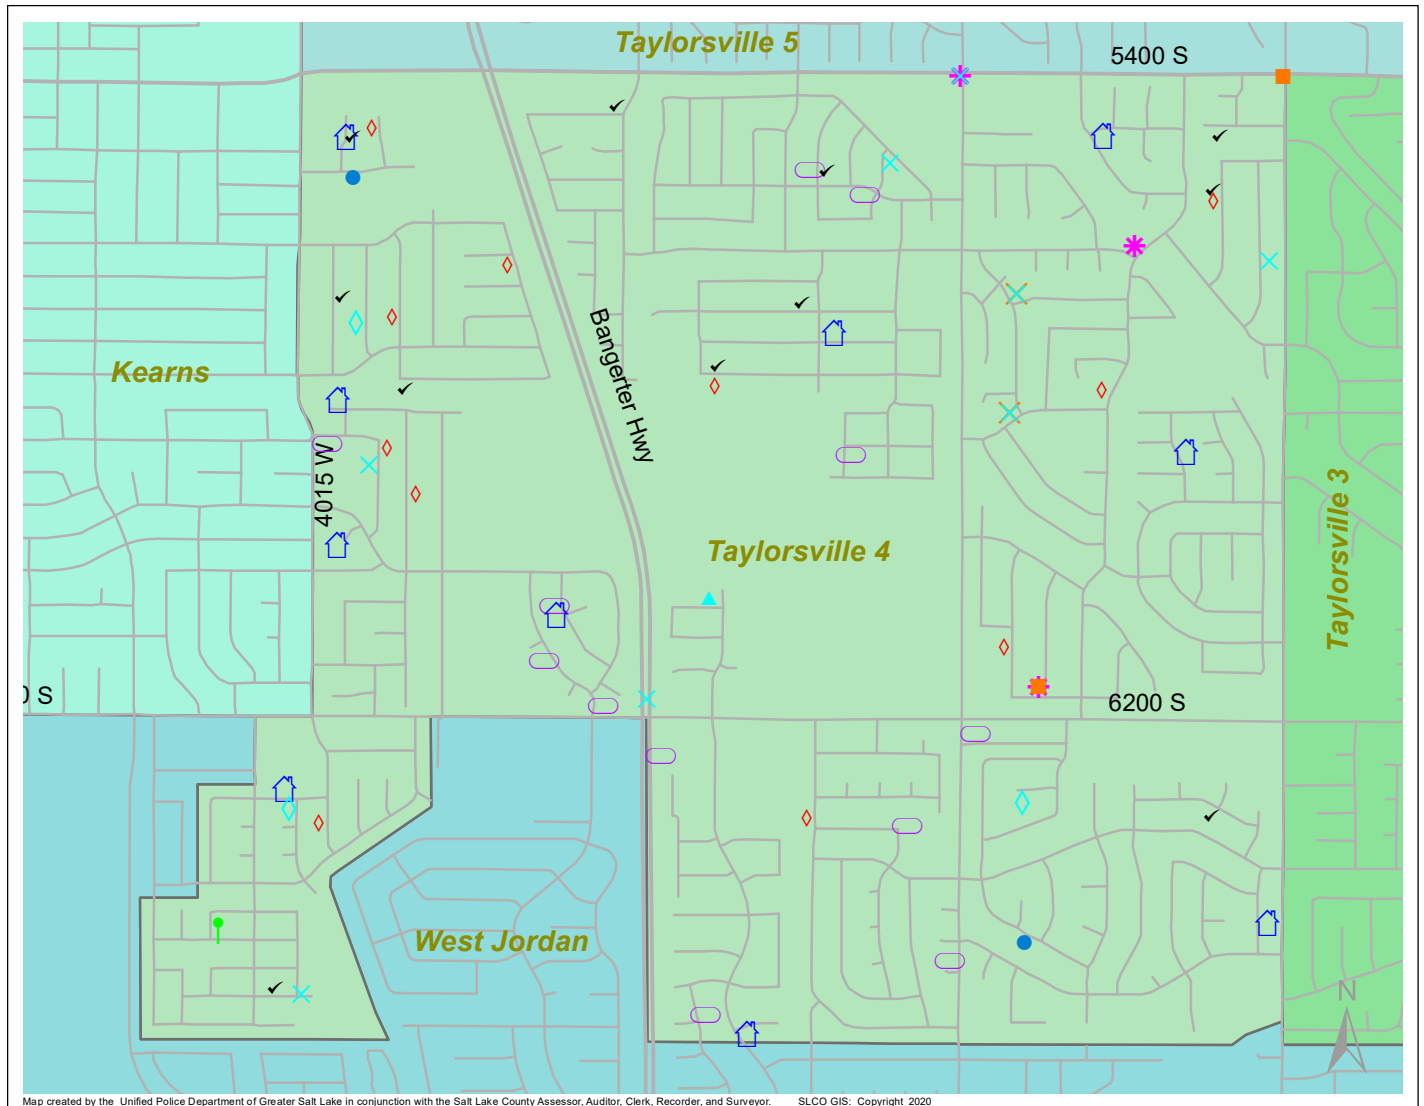 Taylorsville 5
5400 S
Kearns
Bangerter Hwy
4015 W
Taylorsville 4
Taylorsville 3
0 S
6200 S
West Jordan
N
Map created by the Unified Police Department of Greater Salt Lake in conjunction with the Salt Lake County Assessor, Auditor, Clerk, Recorder, and Surveyor. SLCO GIS: Copyright 2020